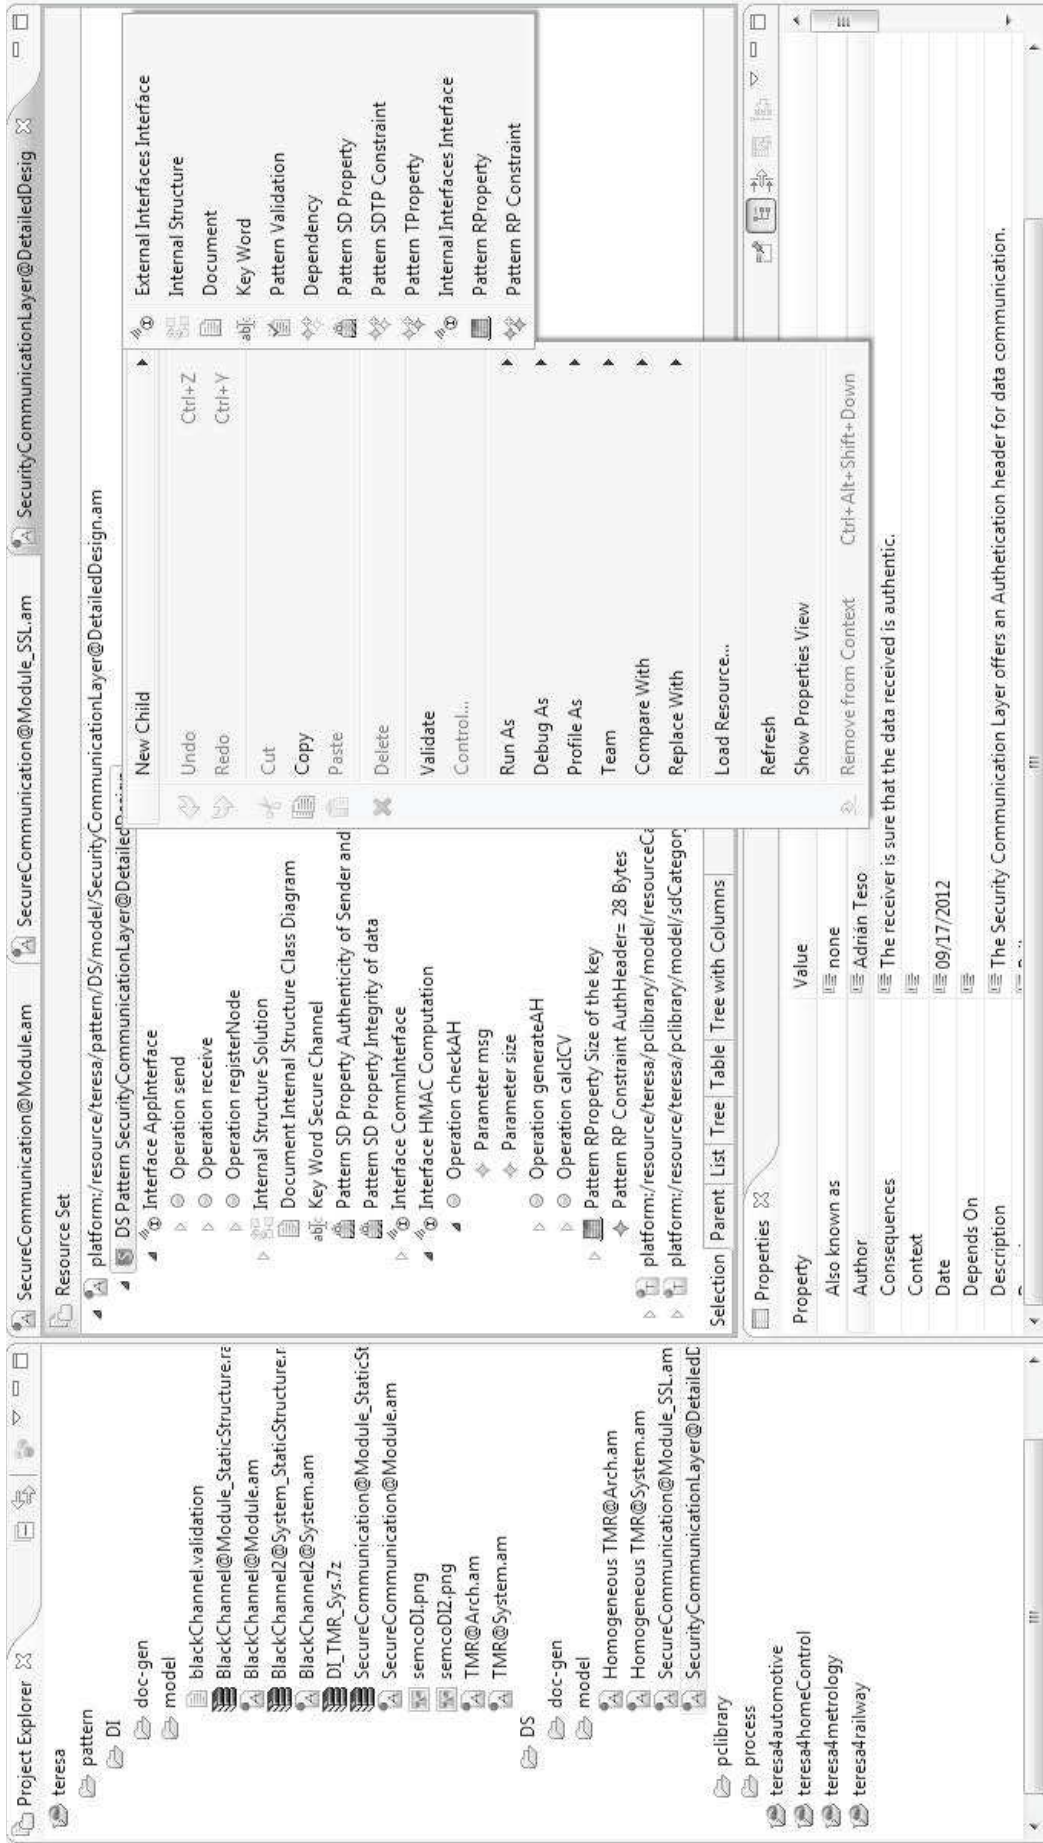 Project Explorer
teresa
pattern
DI
doc-gen
model
blackChannel.validation
BlackChannel@Module_StaticStructure.ra
BlackChannel@Module.am
BlackChannel2@System_StaticStructure.r
BlackChannel2@System.am
DI_TMR_Sys.7z
SecureCommunication@Module_StaticSt
SecureCommunication@Module.am
semcoDI.png
semcoDI2.png
TMR@Arch.am
TMR@System.am
DS
doc-gen
model
Homogeneous TMR@Arch.am
Homogeneous TMR@System.am
SecureCommunication@Module_SSL.am
SecurityCommunicationLayer@DetailedD
pclibrary
process
teresa4automotive
teresa4homeControl
teresa4metrology
teresa4railway
SecureCommunication@Module.am
SecureCommunication@Module_SSL.am
SecurityCommunicationLayer@DetailedDesig
Resource Set
platform:/resource/teresa/pattern/DS/model/SecurityCommunicationLayer@DetailedDesign.am
DS Pattern SecurityCommunicationLayer@Detailed
Interface AppInterface
Operation send
Operation receive
Operation registerNode
Internal Structure Solution
Document Internal Structure Class Diagram
Key Word Secure Channel
Pattern SD Property Authenticity of Sender and
Pattern SD Property Integrity of data
Interface CommInterface
Interface HMAC Computation
Operation checkAH
Parameter msg
Parameter size
Operation generateAH
Operation calcICV
Pattern RProperty Size of the key
Pattern RP Constraint AuthHeader= 28 Bytes
platform:/resource/teresa/pclibrary/model/resourceCa
platform:/resource/teresa/pclibrary/model/sdCategor
Selection Parent List Tree Table Tree with Columns
New Child
Undo Ctrl+Z
Redo Ctrl+Y
Cut
Copy
Paste
Delete
Validate
Control...
Run As
Debug As
Profile As
Team
Compare With
Replace With
Load Resource...
Refresh
Show Properties View
Remove from Context Ctrl+Alt+Shift+Down
External Interfaces Interface
Internal Structure
Document
Key Word
Pattern Validation
Dependency
Pattern SD Property
Pattern SDTP Constraint
Pattern TProperty
Internal Interfaces Interface
Pattern RProperty
Pattern RP Constraint
Properties
Property Value
Also known as none
Author Adrián Teso
Consequences The receiver is sure that the data received is authentic.
Context
Date 09/17/2012
Depends On
Description The Security Communication Layer offers an Authetication header for data communication.